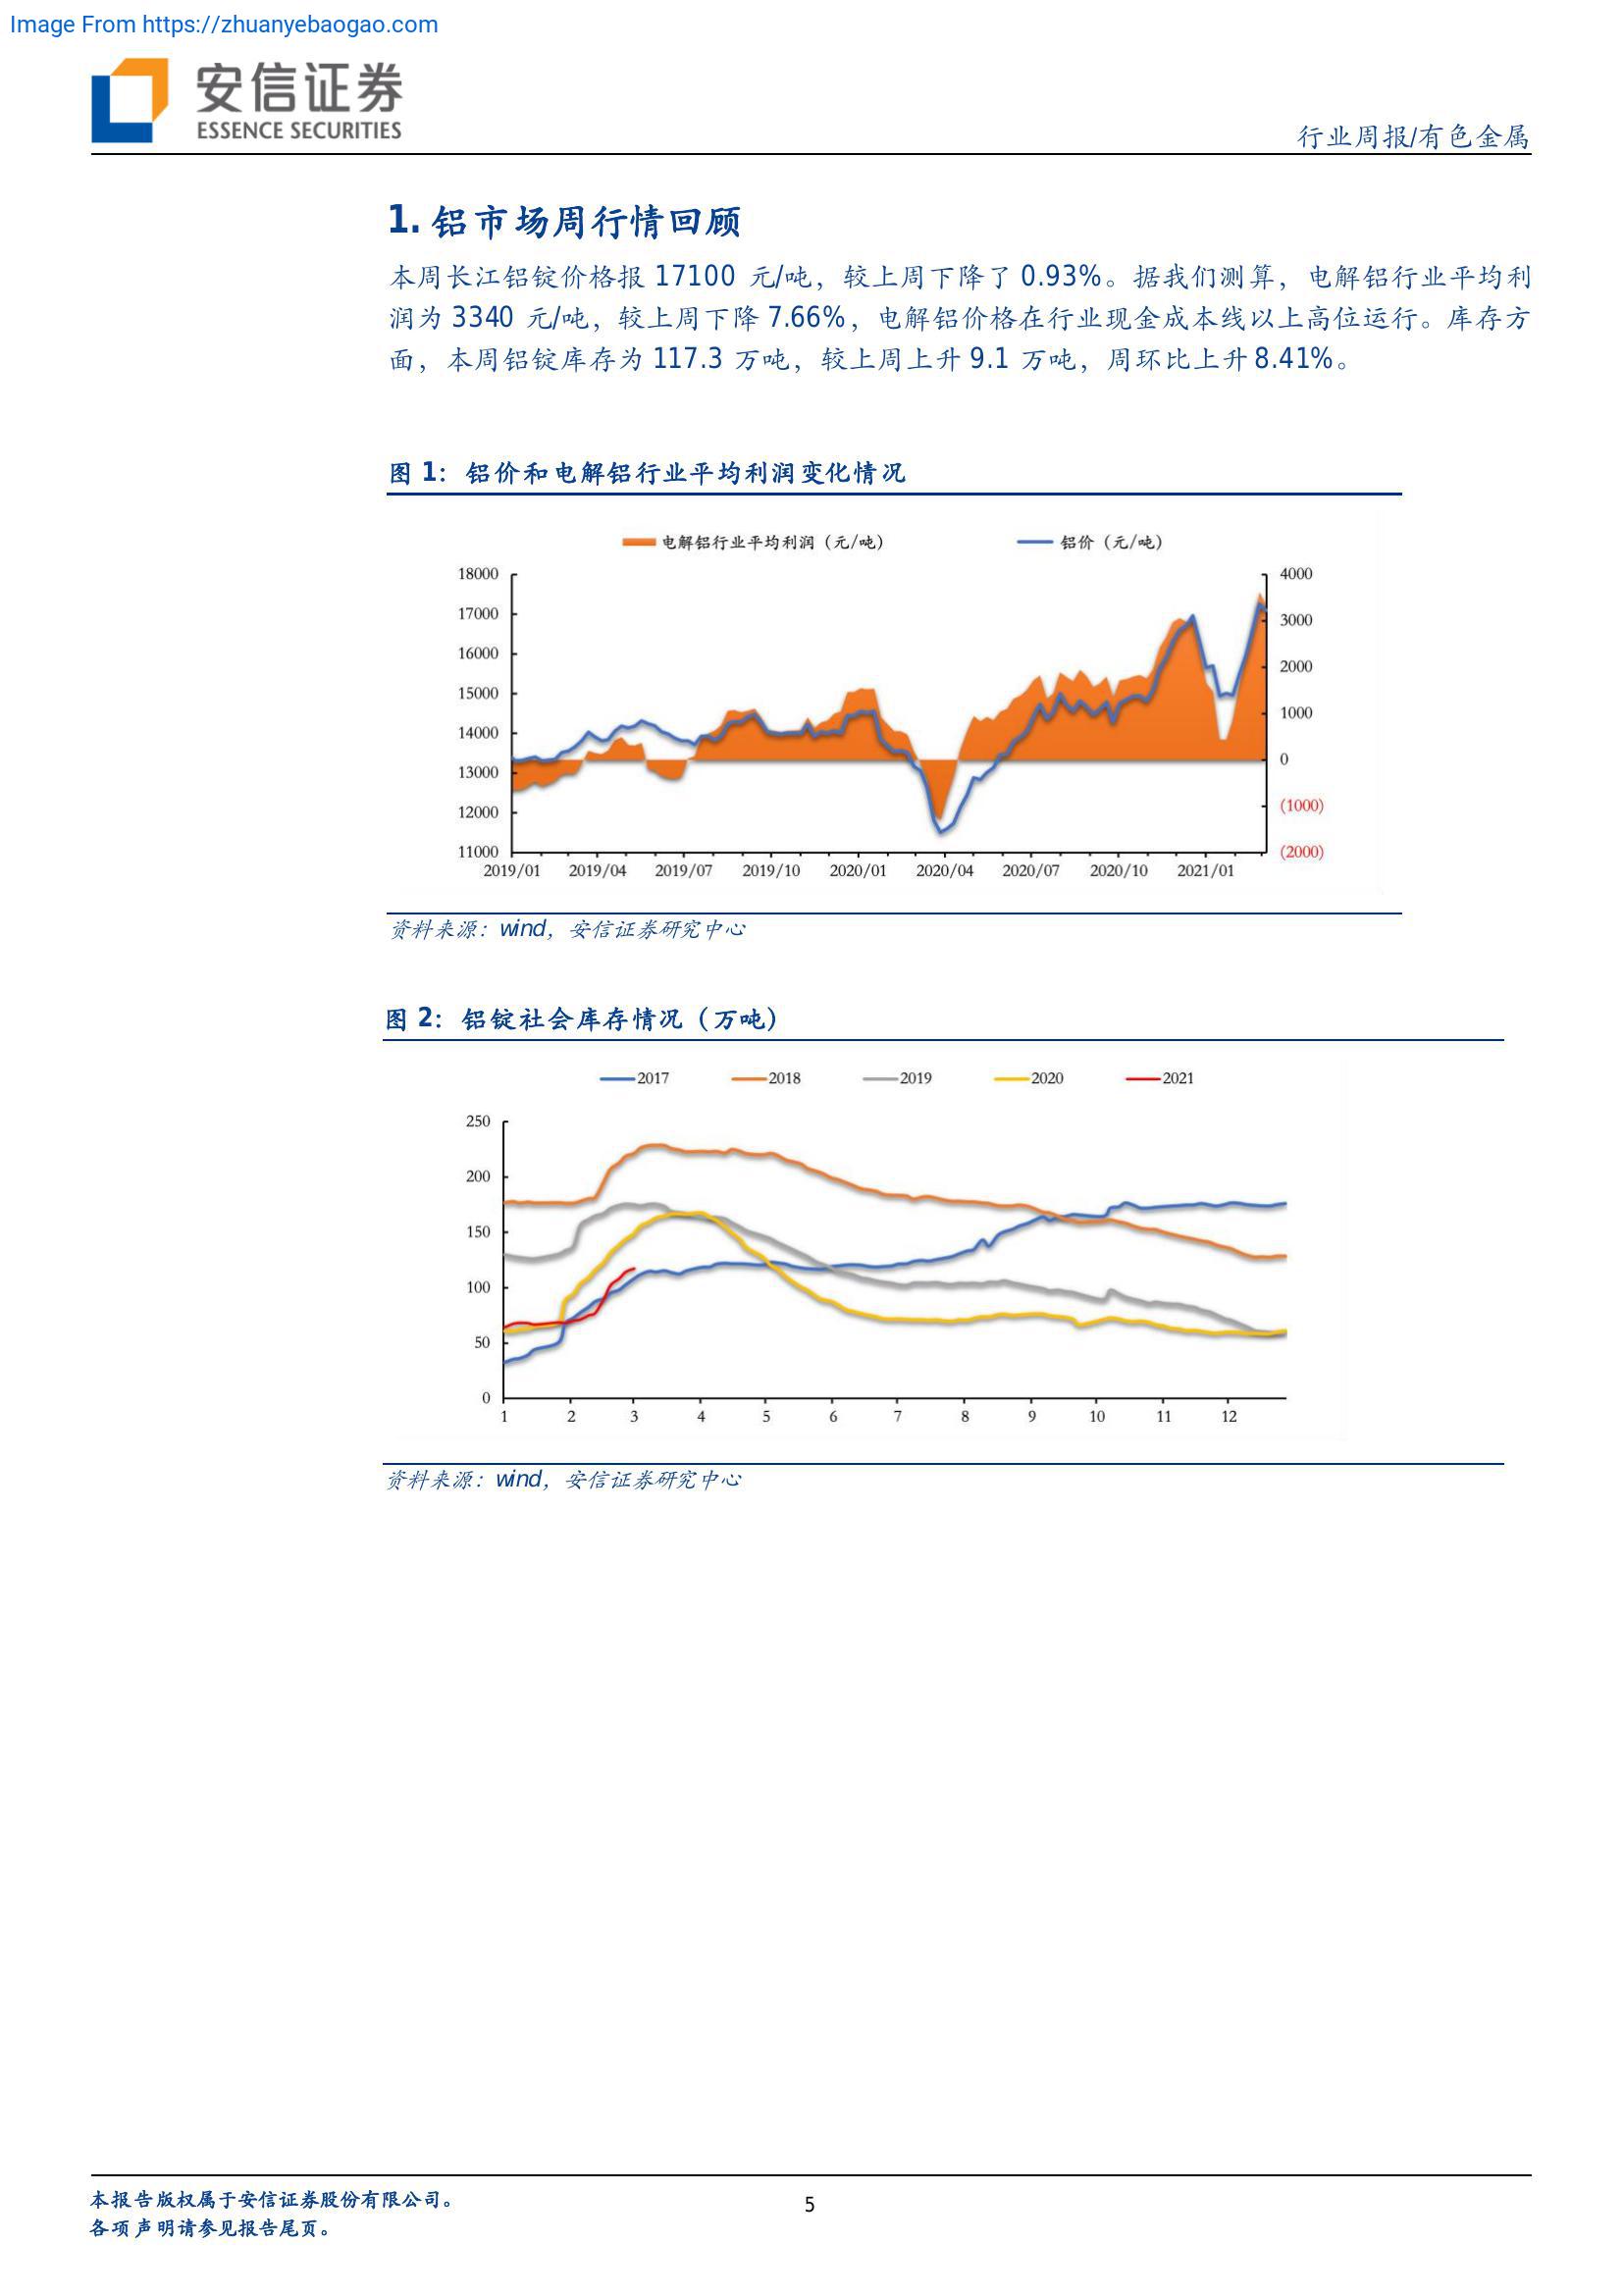 Image From https://zhuanyebaogao.com
安信证券
ESSENCE SECURITIES
行业周报/有色金属
1. 铝市场周行情回顾
本周长江铝锭价格报 17100 元/吨，较上周下降了 0.93%。据我们测算，电解铝行业平均利
润为 3340 元/吨，较上周下降 7.66%，电解铝价格在行业现金成本线以上高位运行。库存方
面，本周铝锭库存为 117.3 万吨，较上周上升 9.1 万吨，周环比上升 8.41%。
图 1：铝价和电解铝行业平均利润变化情况
电解铝行业平均利润（元/吨） 铝价（元/吨）
18000 4000
17000 3000
16000 2000
15000 1000
14000 0
13000 (1000)
12000 (2000)
11000
2019/01 2019/04 2019/07 2019/10 2020/01 2020/04 2020/07 2020/10 2021/01
资料来源：wind，安信证券研究中心
图 2：铝锭社会库存情况（万吨）
2017 2018 2019 2020 2021
250
200
150
100
50
0
1 2 3 4 5 6 7 8 9 10 11 12
资料来源：wind，安信证券研究中心
本报告版权属于安信证券股份有限公司。
各项声明请参见报告尾页。
5